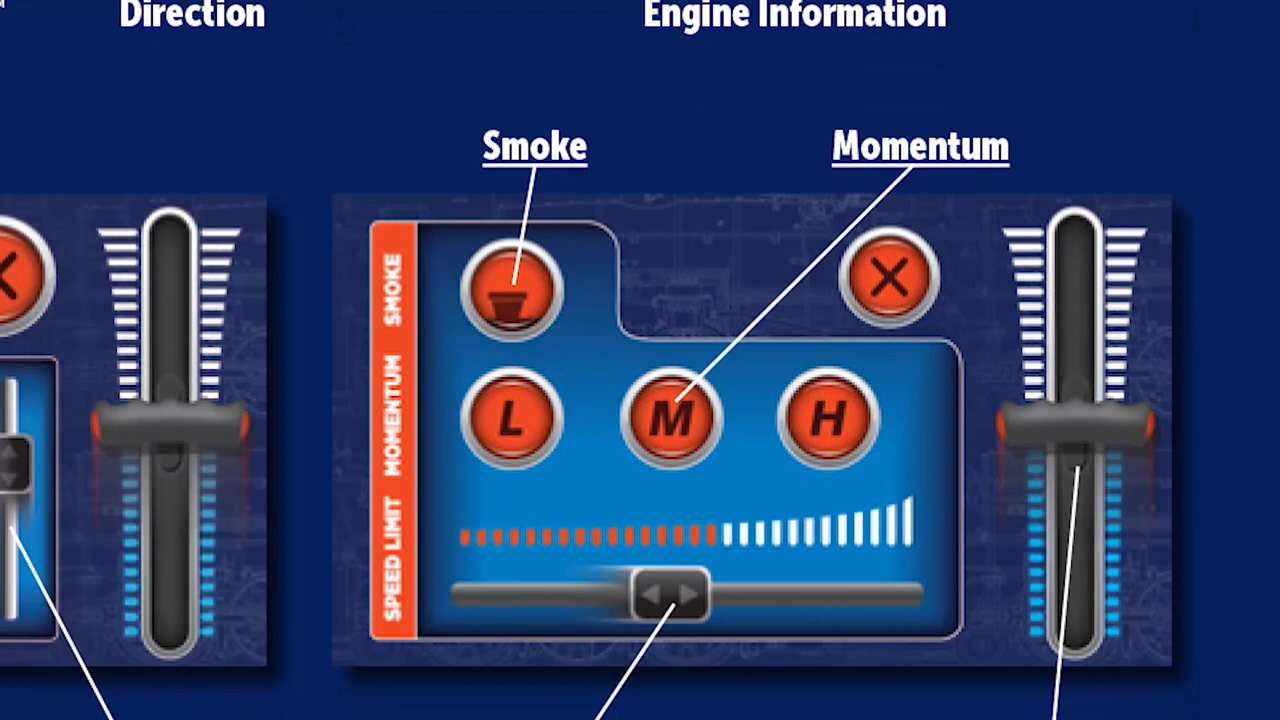 Direction
Engine Information
Smoke
Momentum
SMOKE
MOMENTUM
SPEED LIMIT
L
M
H